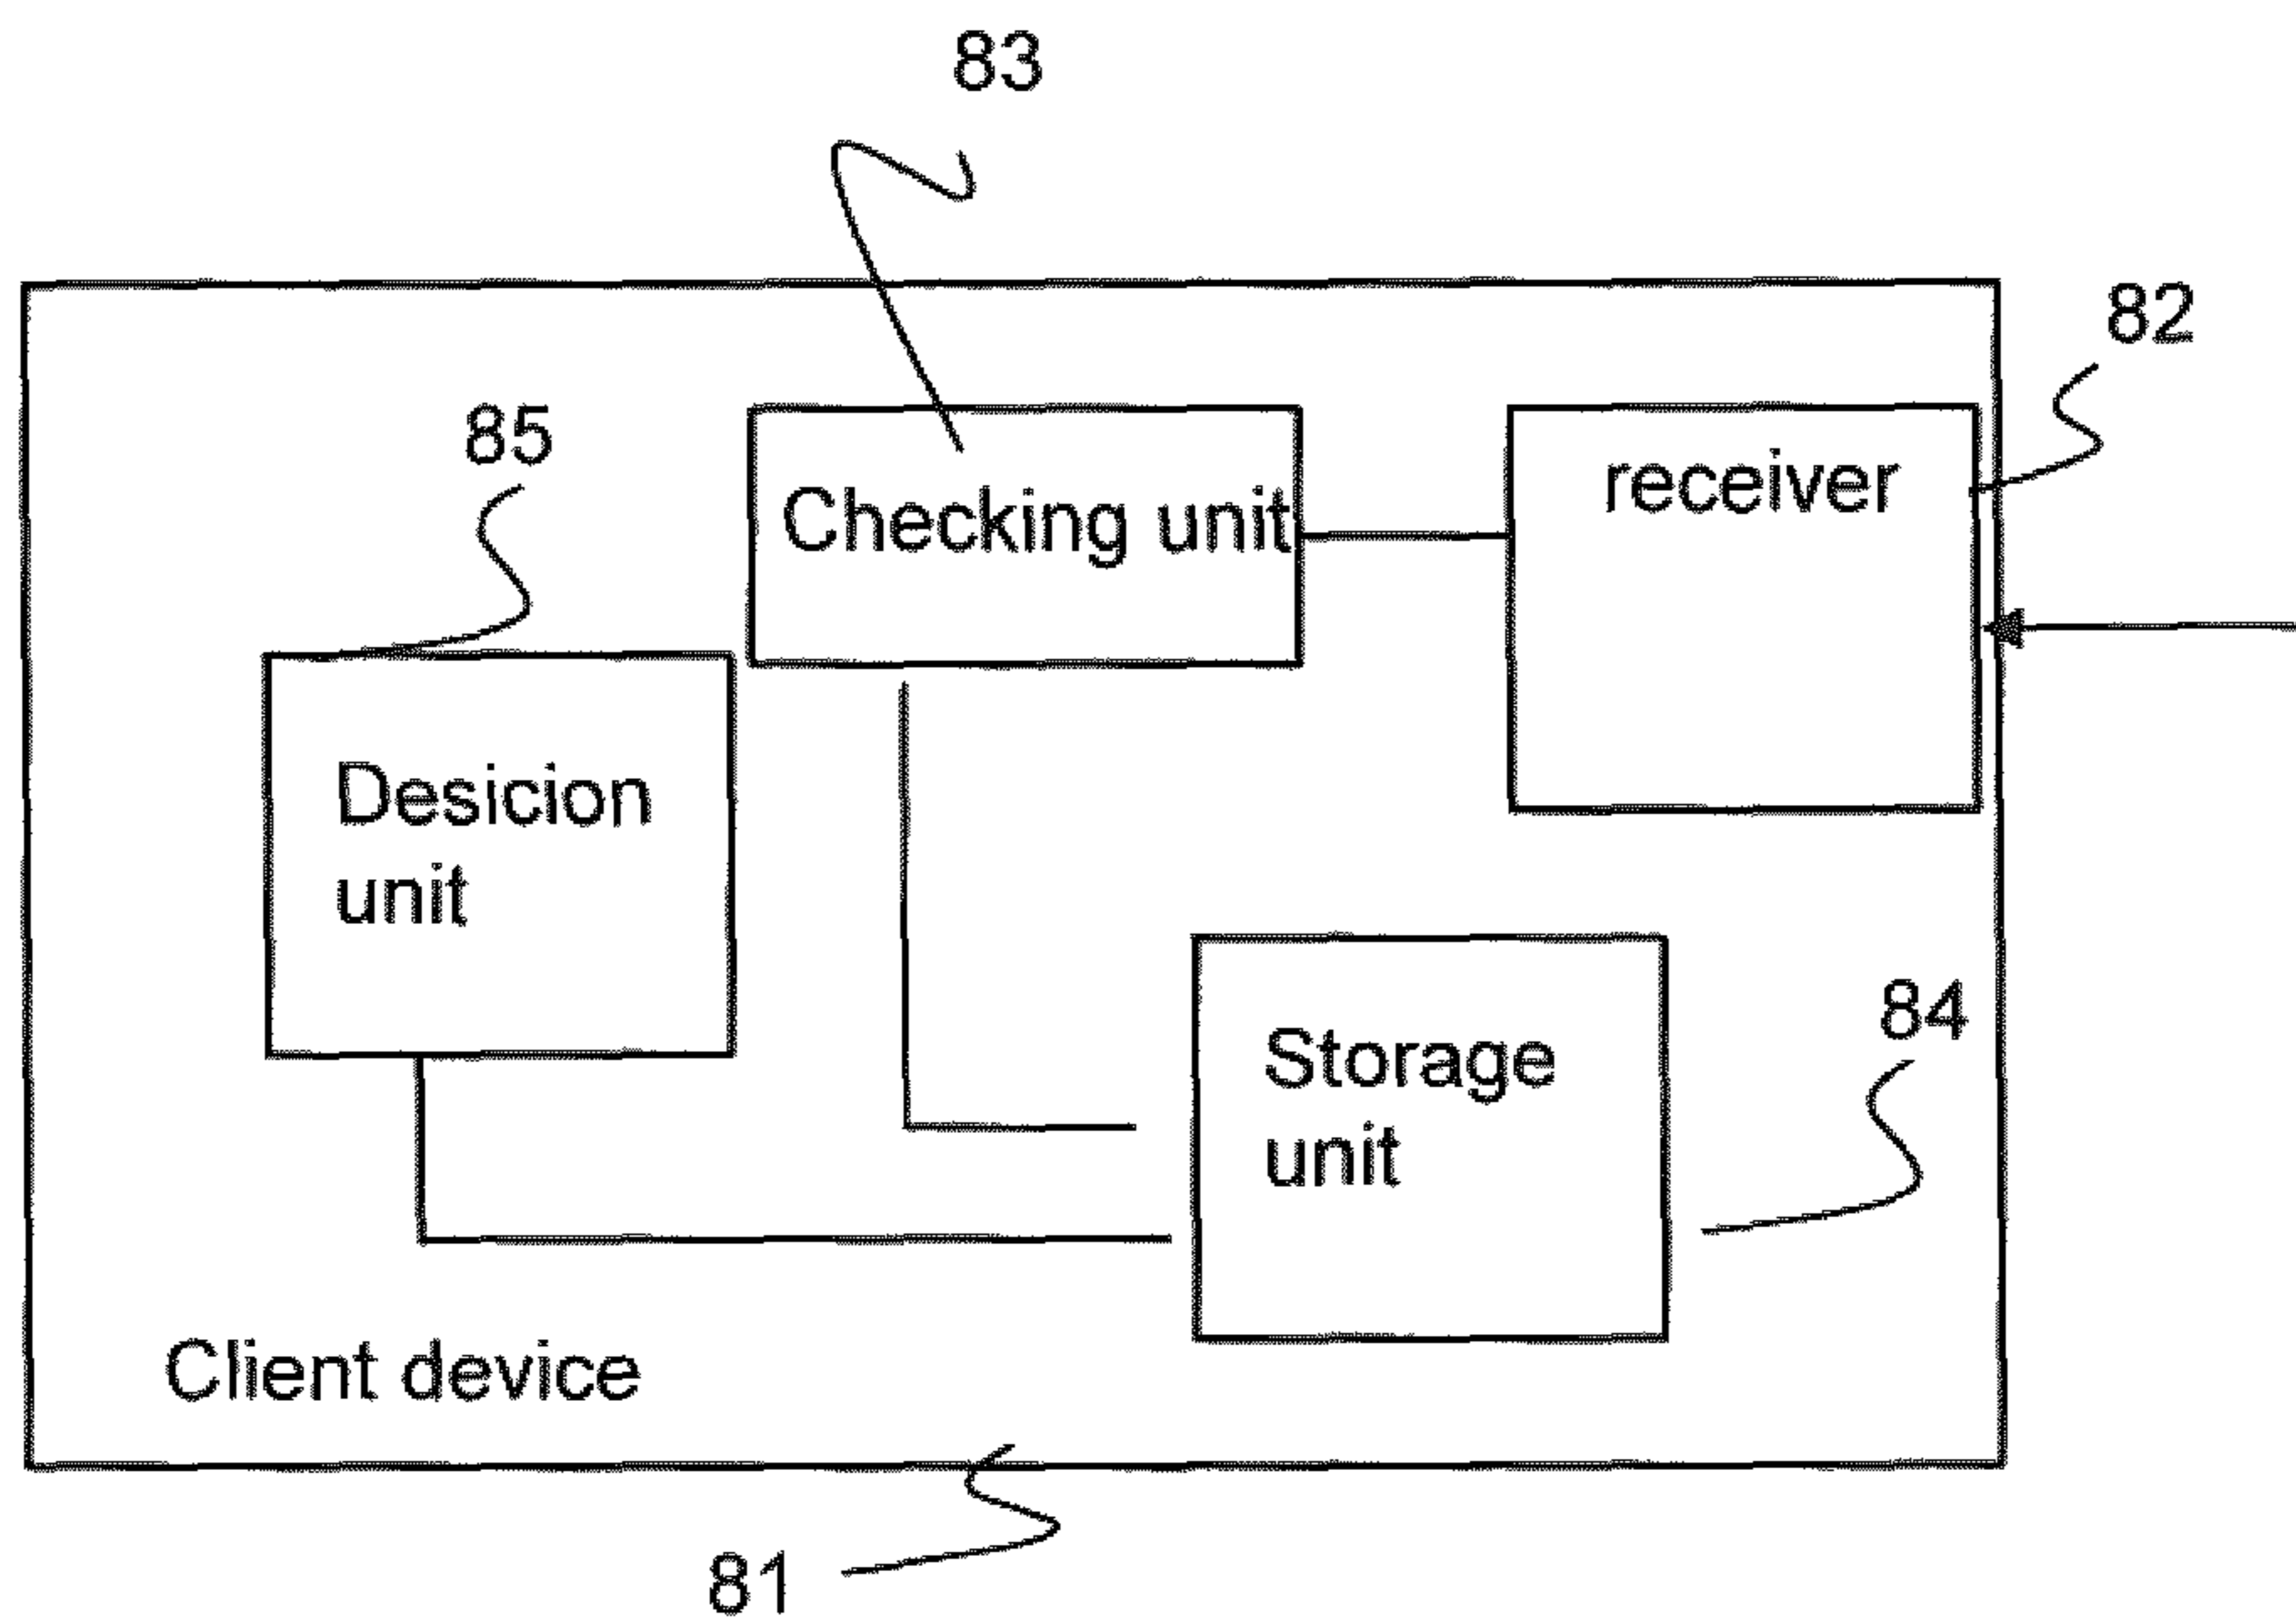 83
82
85
Checking unit
receiver
Desicion
unit
84
Storage
unit
Client device
81